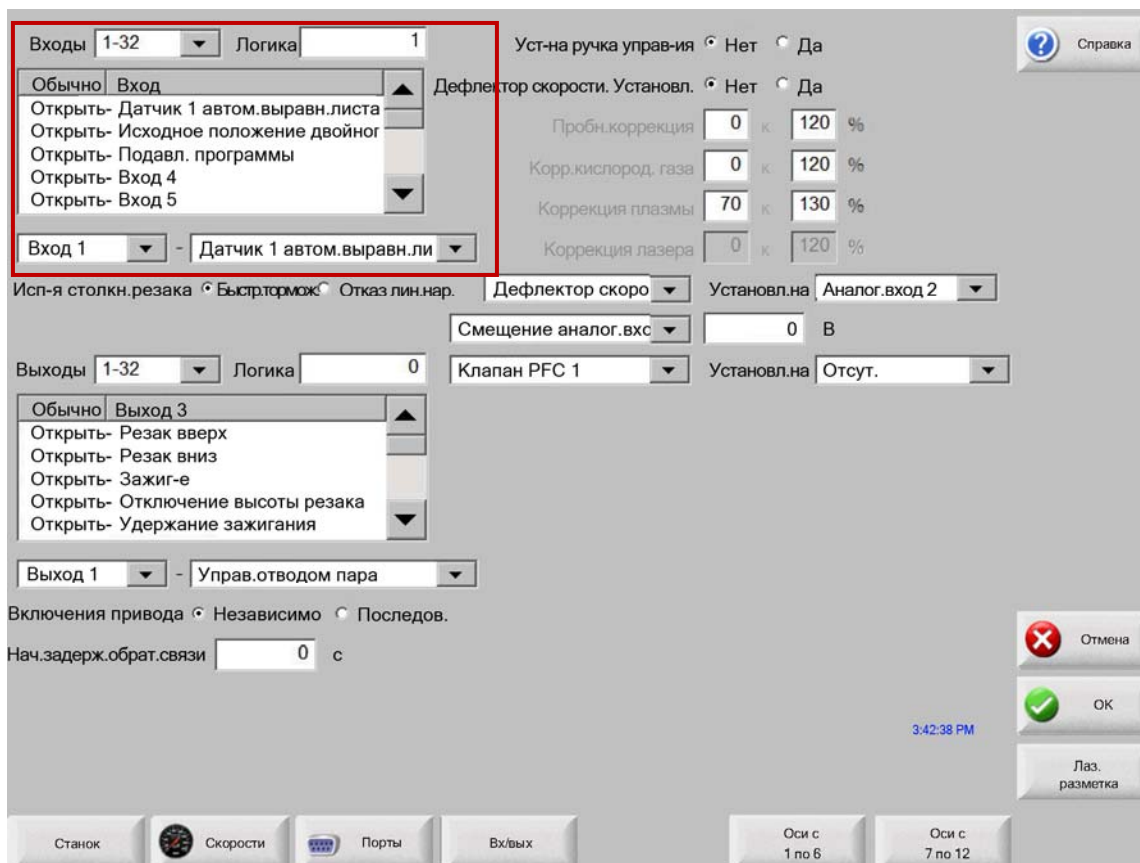 Входы 1-32 Логика 1
Уст-на ручка управ-ия Нет Да
Справка
Обычно Вход
Открыть- Датчик 1 автом.выравн.листа
Открыть- Исходное положение двойног
Открыть- Подавл. программы
Открыть- Вход 4
Открыть- Вход 5
Дефлектор скорости. Установл. Нет Да
Пробн.коррекция 0 к 120 %
Корр.кислород. газа 0 к 120 %
Коррекция плазмы 70 к 130 %
Коррекция лазера 0 к 120 %
Вход 1 - Датчик 1 автом.выравн.ли
Исп-я столкн.резака Быстр.тормож. Отказ лин.нар.
Дефлектор скоро Установл.на Аналог.вход 2
Смещение аналог.вхс 0 В
Выходы 1-32 Логика 0
Клапан PFC 1 Установл.на Отсут.
Обычно Выход 3
Открыть- Резак вверх
Открыть- Резак вниз
Открыть- Зажиг-е
Открыть- Отключение высоты резака
Открыть- Удержание зажигания
Выход 1 - Управ.отводом пара
Включения привода Независимо Последов.
Нач.задерж.обрат.связи 0 с
Отмена
OK
3:42:38 PM
Лаз.
разметка
Станок
Скорости
Порты
Вх/вых
Оси с
1 по 6
Оси с
7 по 12